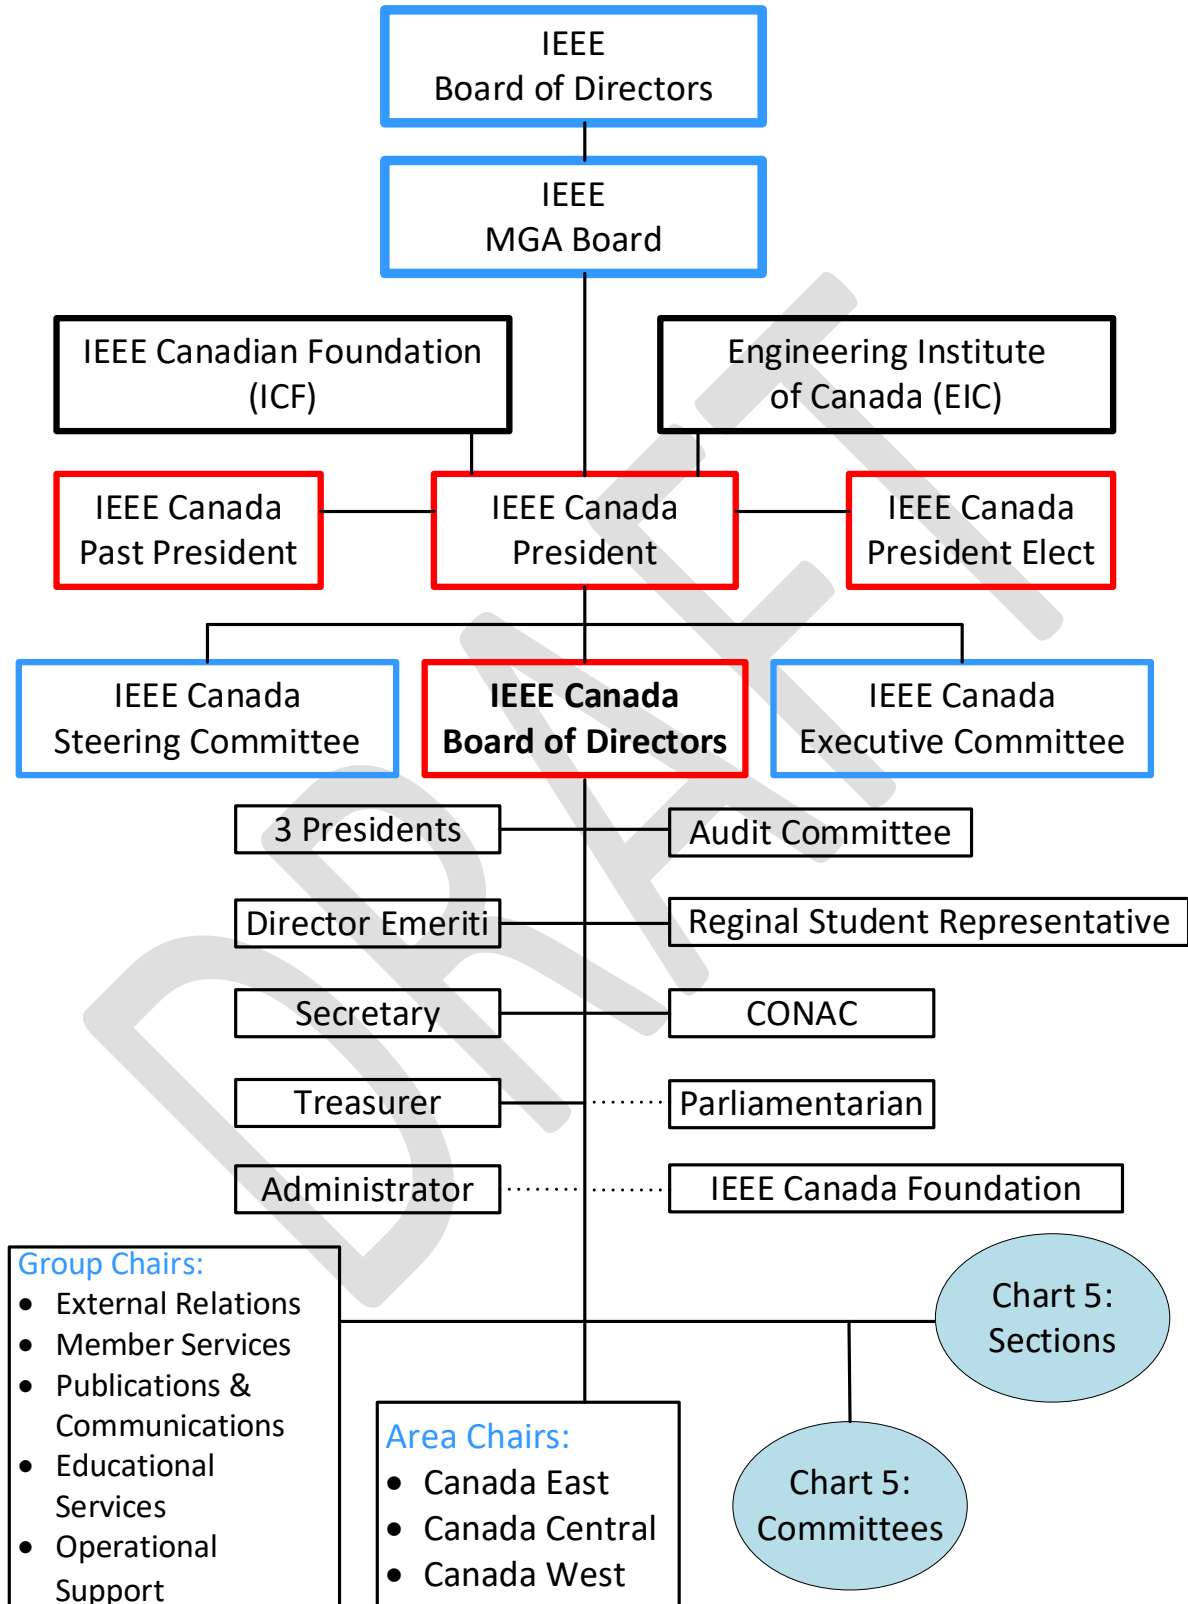 IEEE
Board of Directors
IEEE
MGA Board
IEEE Canadian Foundation
(ICF)
Engineering Institute
of Canada (EIC)
IEEE Canada
Past President
IEEE Canada
President
IEEE Canada
President Elect
IEEE Canada
Steering Committee
IEEE Canada
Board of Directors
IEEE Canada
Executive Committee
3 Presidents
Audit Committee
Director Emeriti
Reginal Student Representative
Secretary
CONAC
Treasurer
Parliamentarian
Administrator
IEEE Canada Foundation
Group Chairs:
• External Relations
• Member Services
• Publications &
Communications
• Educational
Services
• Operational
Support
Area Chairs:
• Canada East
• Canada Central
• Canada West
Chart 5:
Sections
Chart 5:
Committees
DRAFT